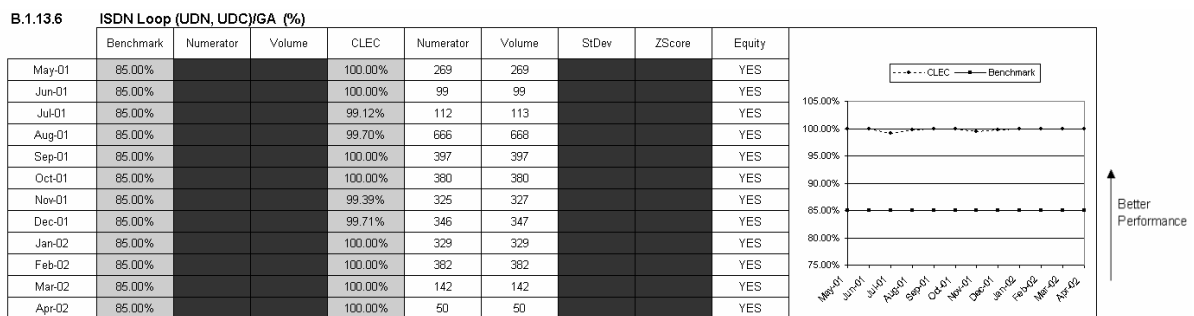 B.1.13.6 ISDN Loop (UDN, UDC)/GA (%)
Benchmark Numerator Volume CLEC Numerator Volume StDev ZScore Equity
May-01 85.00% 100.00% 269 269 YES
Jun-01 85.00% 100.00% 99 99 YES
Jul-01 85.00% 99.12% 112 113 YES
Aug-01 85.00% 99.70% 666 668 YES
Sep-01 85.00% 100.00% 397 397 YES
Oct-01 85.00% 100.00% 380 380 YES
Nov-01 85.00% 99.39% 325 327 YES
Dec-01 85.00% 99.71% 346 347 YES
Jan-02 85.00% 100.00% 329 329 YES
Feb-02 85.00% 100.00% 382 382 YES
Mar-02 85.00% 100.00% 142 142 YES
Apr-02 85.00% 100.00% 50 50 YES
CLEC Benchmark
105.00%
100.00%
95.00%
90.00%
85.00%
80.00%
75.00%
May-01 Jun-01 Jul-01 Aug-01 Sep-01 Oct-01 Nov-01 Dec-01 Jan-02 Feb-02 Mar-02 Apr-02
Better
Performance